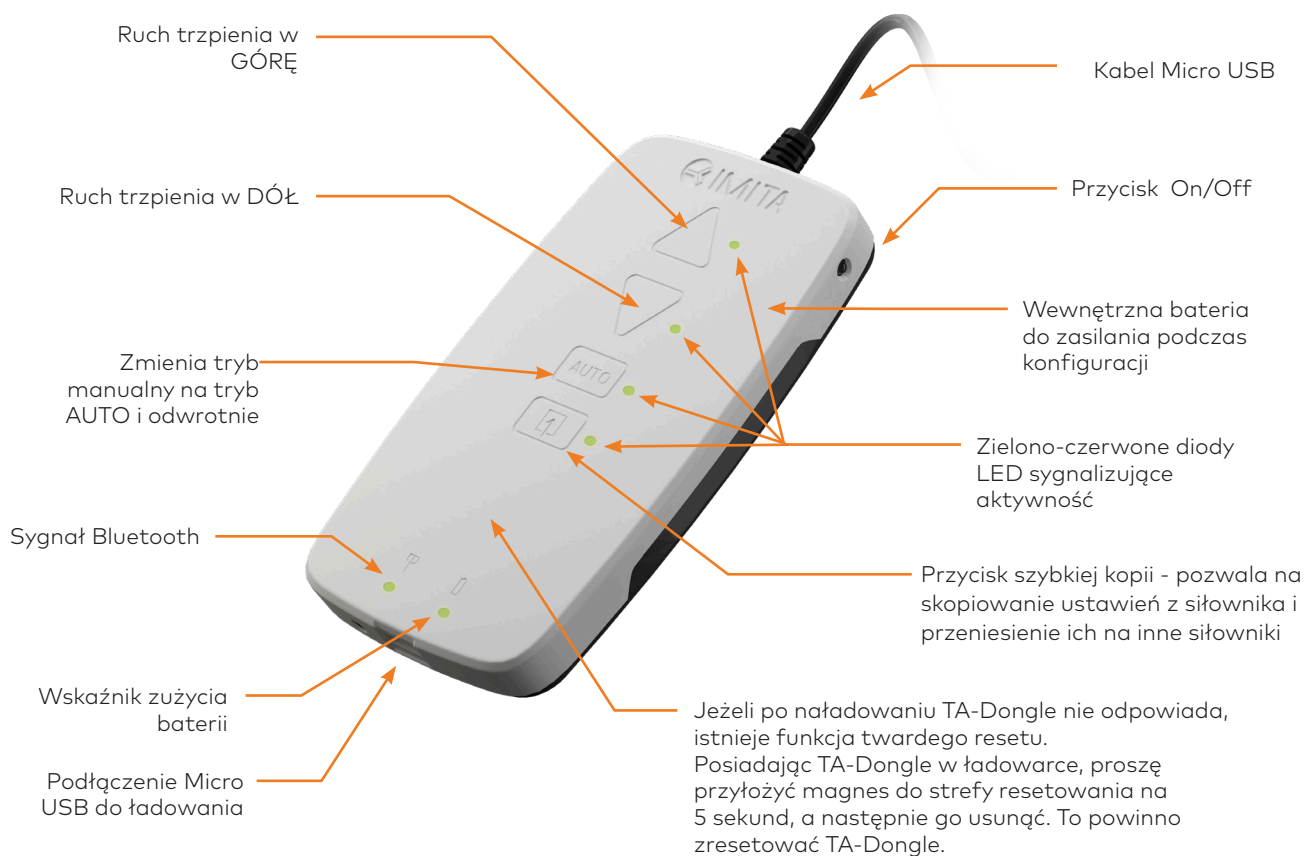 Ruch trzpienia w
GÓRĘ
Kabel Micro USB
IMITA
Ruch trzpienia w DÓŁ
Przycisk On/Off
Wewnętrzna bateria
do zasilania podczas
konfiguracji
Zmienia tryb
manualny na tryb
AUTO i odwrotnie
AUTO
1
Zielono-czerwone diody
LED sygnalizujące
aktywność
Sygnał Bluetooth
Przycisk szybkiej kopii - pozwala na
skopiowanie ustawień z siłownika i
przeniesienie ich na inne siłowniki
Wskaźnik zużycia
baterii
Jeżeli po naładowaniu TA-Dongle nie odpowiada,
istnieje funkcja twardego resetu.
Posiadając TA-Dongle w ładowarce, proszę
przyłożyć magnes do strefy resetowania na
5 sekund, a następnie go usunąć. To powinno
zresetować TA-Dongle.
Podłączenie Micro
USB do ładowania